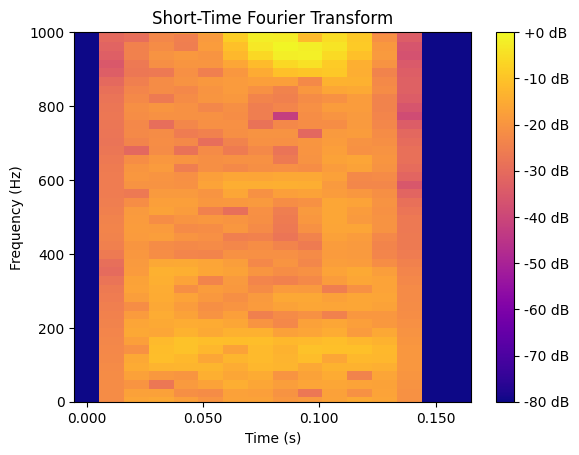 Short-Time Fourier Transform
1000
800
600
400
200
0
Frequency (Hz)
0.000
0.050
0.100
0.150
Time (s)
+0 dB
-10 dB
-20 dB
-30 dB
-40 dB
-50 dB
-60 dB
-70 dB
-80 dB